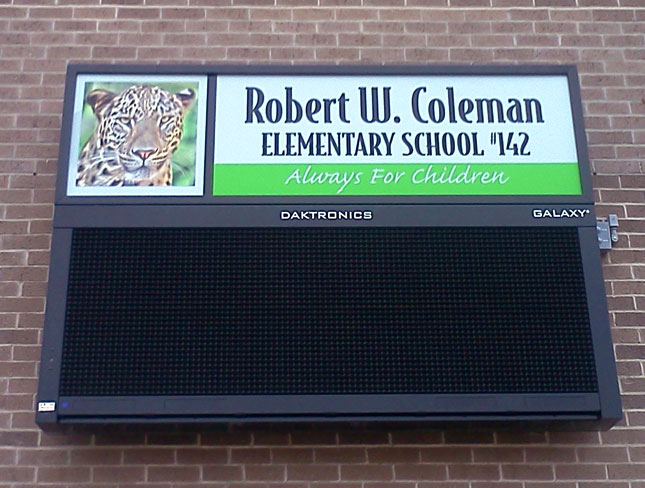 Robert W. Coleman
ELEMENTARY SCHOOL #142
Always For Children
DAKTRONICS
GALAXY®